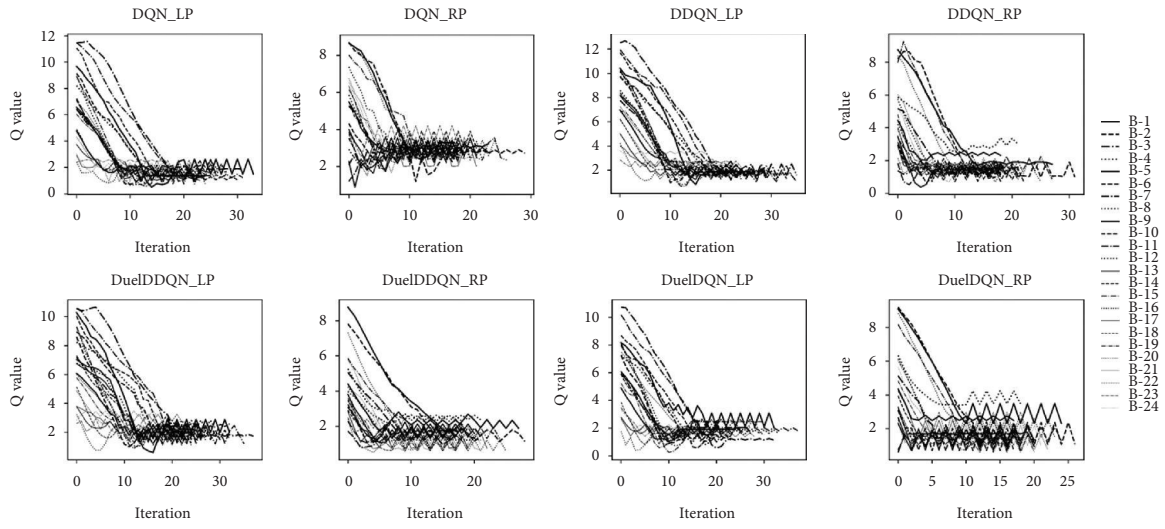 DQN_LP
12
10
8
6
4
2
0
Q value
0 10 20 30
Iteration
DQN_RP
8
6
4
2
Q value
0 10 20 30
Iteration
DDQN_LP
12
10
8
6
4
2
Q value
0 10 20 30
Iteration
DDQN_RP
8
6
4
2
0
Q value
0 10 20 30
Iteration
DuelDDQN_LP
10
8
6
4
2
Q value
0 10 20 30
Iteration
DuelDDQN_RP
8
6
4
2
Q value
0 10 20
Iteration
DuelDQN_LP
10
8
6
4
2
0
Q value
0 10 20 30
Iteration
DuelDQN_RP
8
6
4
2
Q value
0 5 10 15 20 25
Iteration
B-1
B-2
B-3
B-4
B-5
B-6
B-7
B-8
B-9
B-10
B-11
B-12
B-13
B-14
B-15
B-16
B-17
B-18
B-19
B-20
B-21
B-22
B-23
B-24